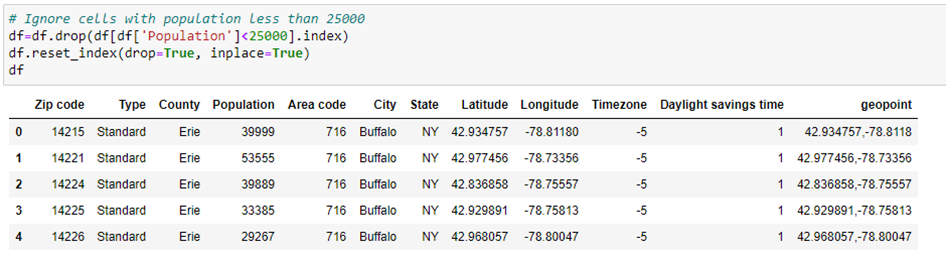 # Ignore cells with population less than 25000
df=df.drop(df[df['Population']<25000].index)
df.reset_index(drop=True, inplace=True)
df
Zip code Type County Population Area code City State Latitude Longitude Timezone Daylight savings time geopoint
0 14215 Standard Erie 39999 716 Buffalo NY 42.934757 -78.81180 -5 1 42.934757,-78.8118
1 14221 Standard Erie 53555 716 Buffalo NY 42.977456 -78.73356 -5 1 42.977456,-78.73356
2 14224 Standard Erie 39889 716 Buffalo NY 42.836858 -78.75557 -5 1 42.836858,-78.75557
3 14225 Standard Erie 33385 716 Buffalo NY 42.929891 -78.75813 -5 1 42.929891,-78.75813
4 14226 Standard Erie 29267 716 Buffalo NY 42.968057 -78.80047 -5 1 42.968057,-78.80047